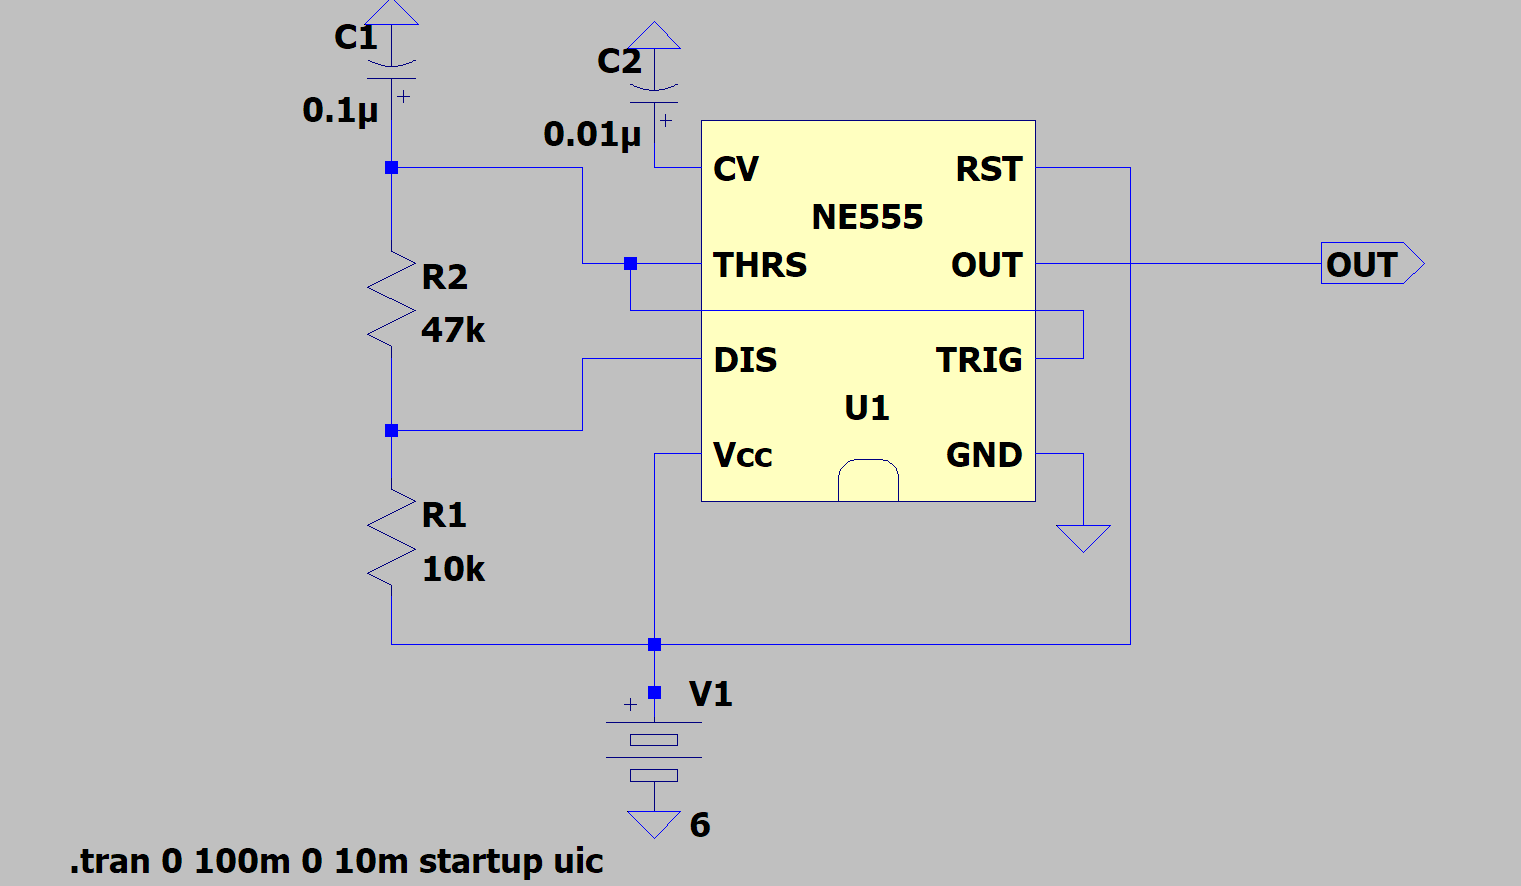 C1
0.1µ
C2
0.01µ
CV
RST
NE555
THRS
OUT
OUT
R2
47k
DIS
TRIG
U1
Vcc
GND
R1
10k
V1
6
.tran 0 100m 0 10m startup uic